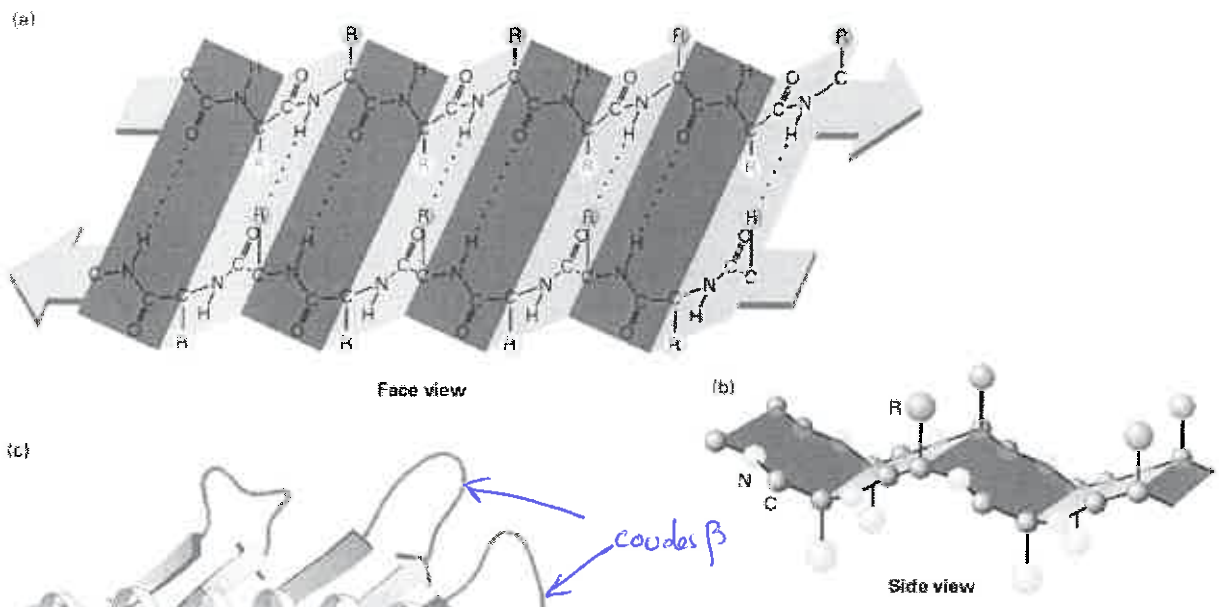 (a)
R R R R
C H C O N H C N C O N H C N C O N H C N C O C N
O C H O C H O C H O C H
R R R R
H R O H R O H R O H O
C N C C N C C N C C N C C
C C N C C N C C N C C N
O R H O R H O R H O R H
Face view
(b)
R
N
C
Side view
(c)
coudes β